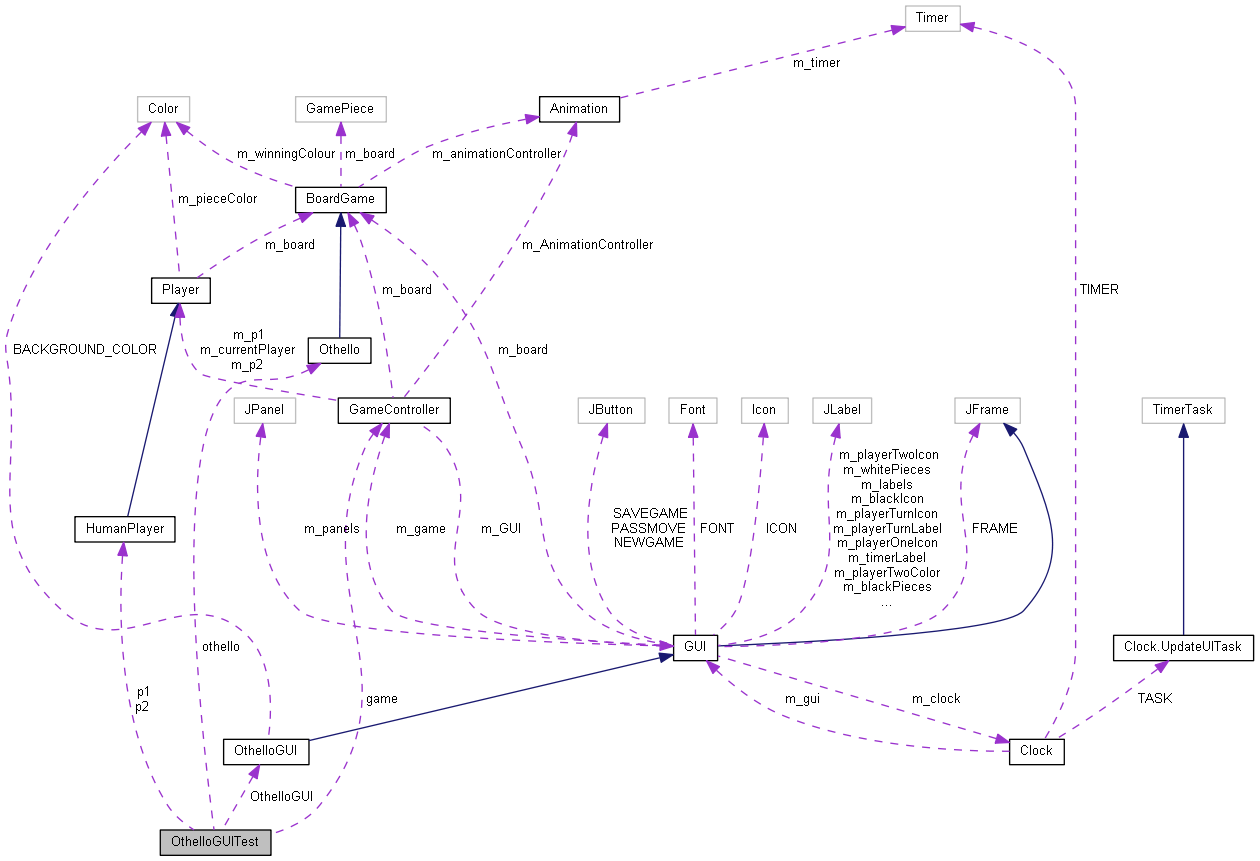 Timer
m_timer
Color
GamePiece
Animation
m_winningColour
m_board
m_animationController
m_pieceColor
BoardGame
m_board
m_AnimationController
Player
m_board
TIMER
m_p1
m_currentPlayer
m_p2
BACKGROUND_COLOR
Othello
m_board
JPanel
GameController
JButton
Font
Icon
JLabel
JFrame
TimerTask
m_playerTwoIcon
m_whitePieces
m_labels
m_blackIcon
m_playerTurnIcon
m_playerTurnLabel
m_playerOneIcon
m_timerLabel
m_playerTwoColor
m_blackPieces
...
HumanPlayer
m_panels
m_game
m_GUI
SAVEGAME
PASSMOVE
NEWGAME
FONT
ICON
FRAME
othello
GUI
Clock.UpdateUITask
p1
p2
game
m_gui
m_clock
TASK
OthelloGUI
Clock
OthelloGUI
OthelloGUITest